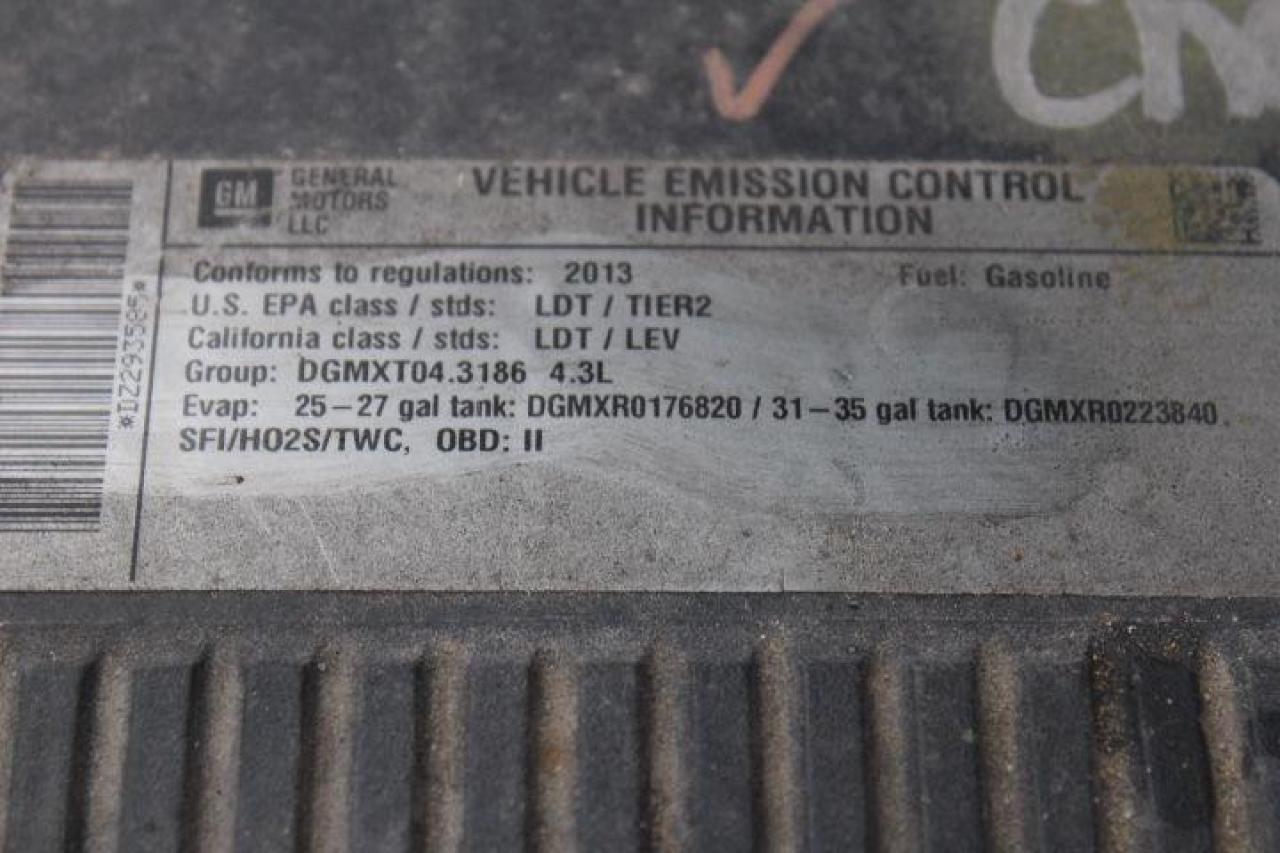 GM
GENERAL
MOTORS
LLC
VEHICLE EMISSION CONTROL
INFORMATION
Conforms to regulations: 2013 Fuel: Gasoline
U.S. EPA class / stds: LDT / TIER2
California class / stds: LDT / LEV
Group: DGMXT04.3186 4.3L
Evap: 25-27 gal tank: DGMXR0176820 / 31-35 gal tank: DGMXR0223840.
SFI/HO2S/TWC, OBD: II